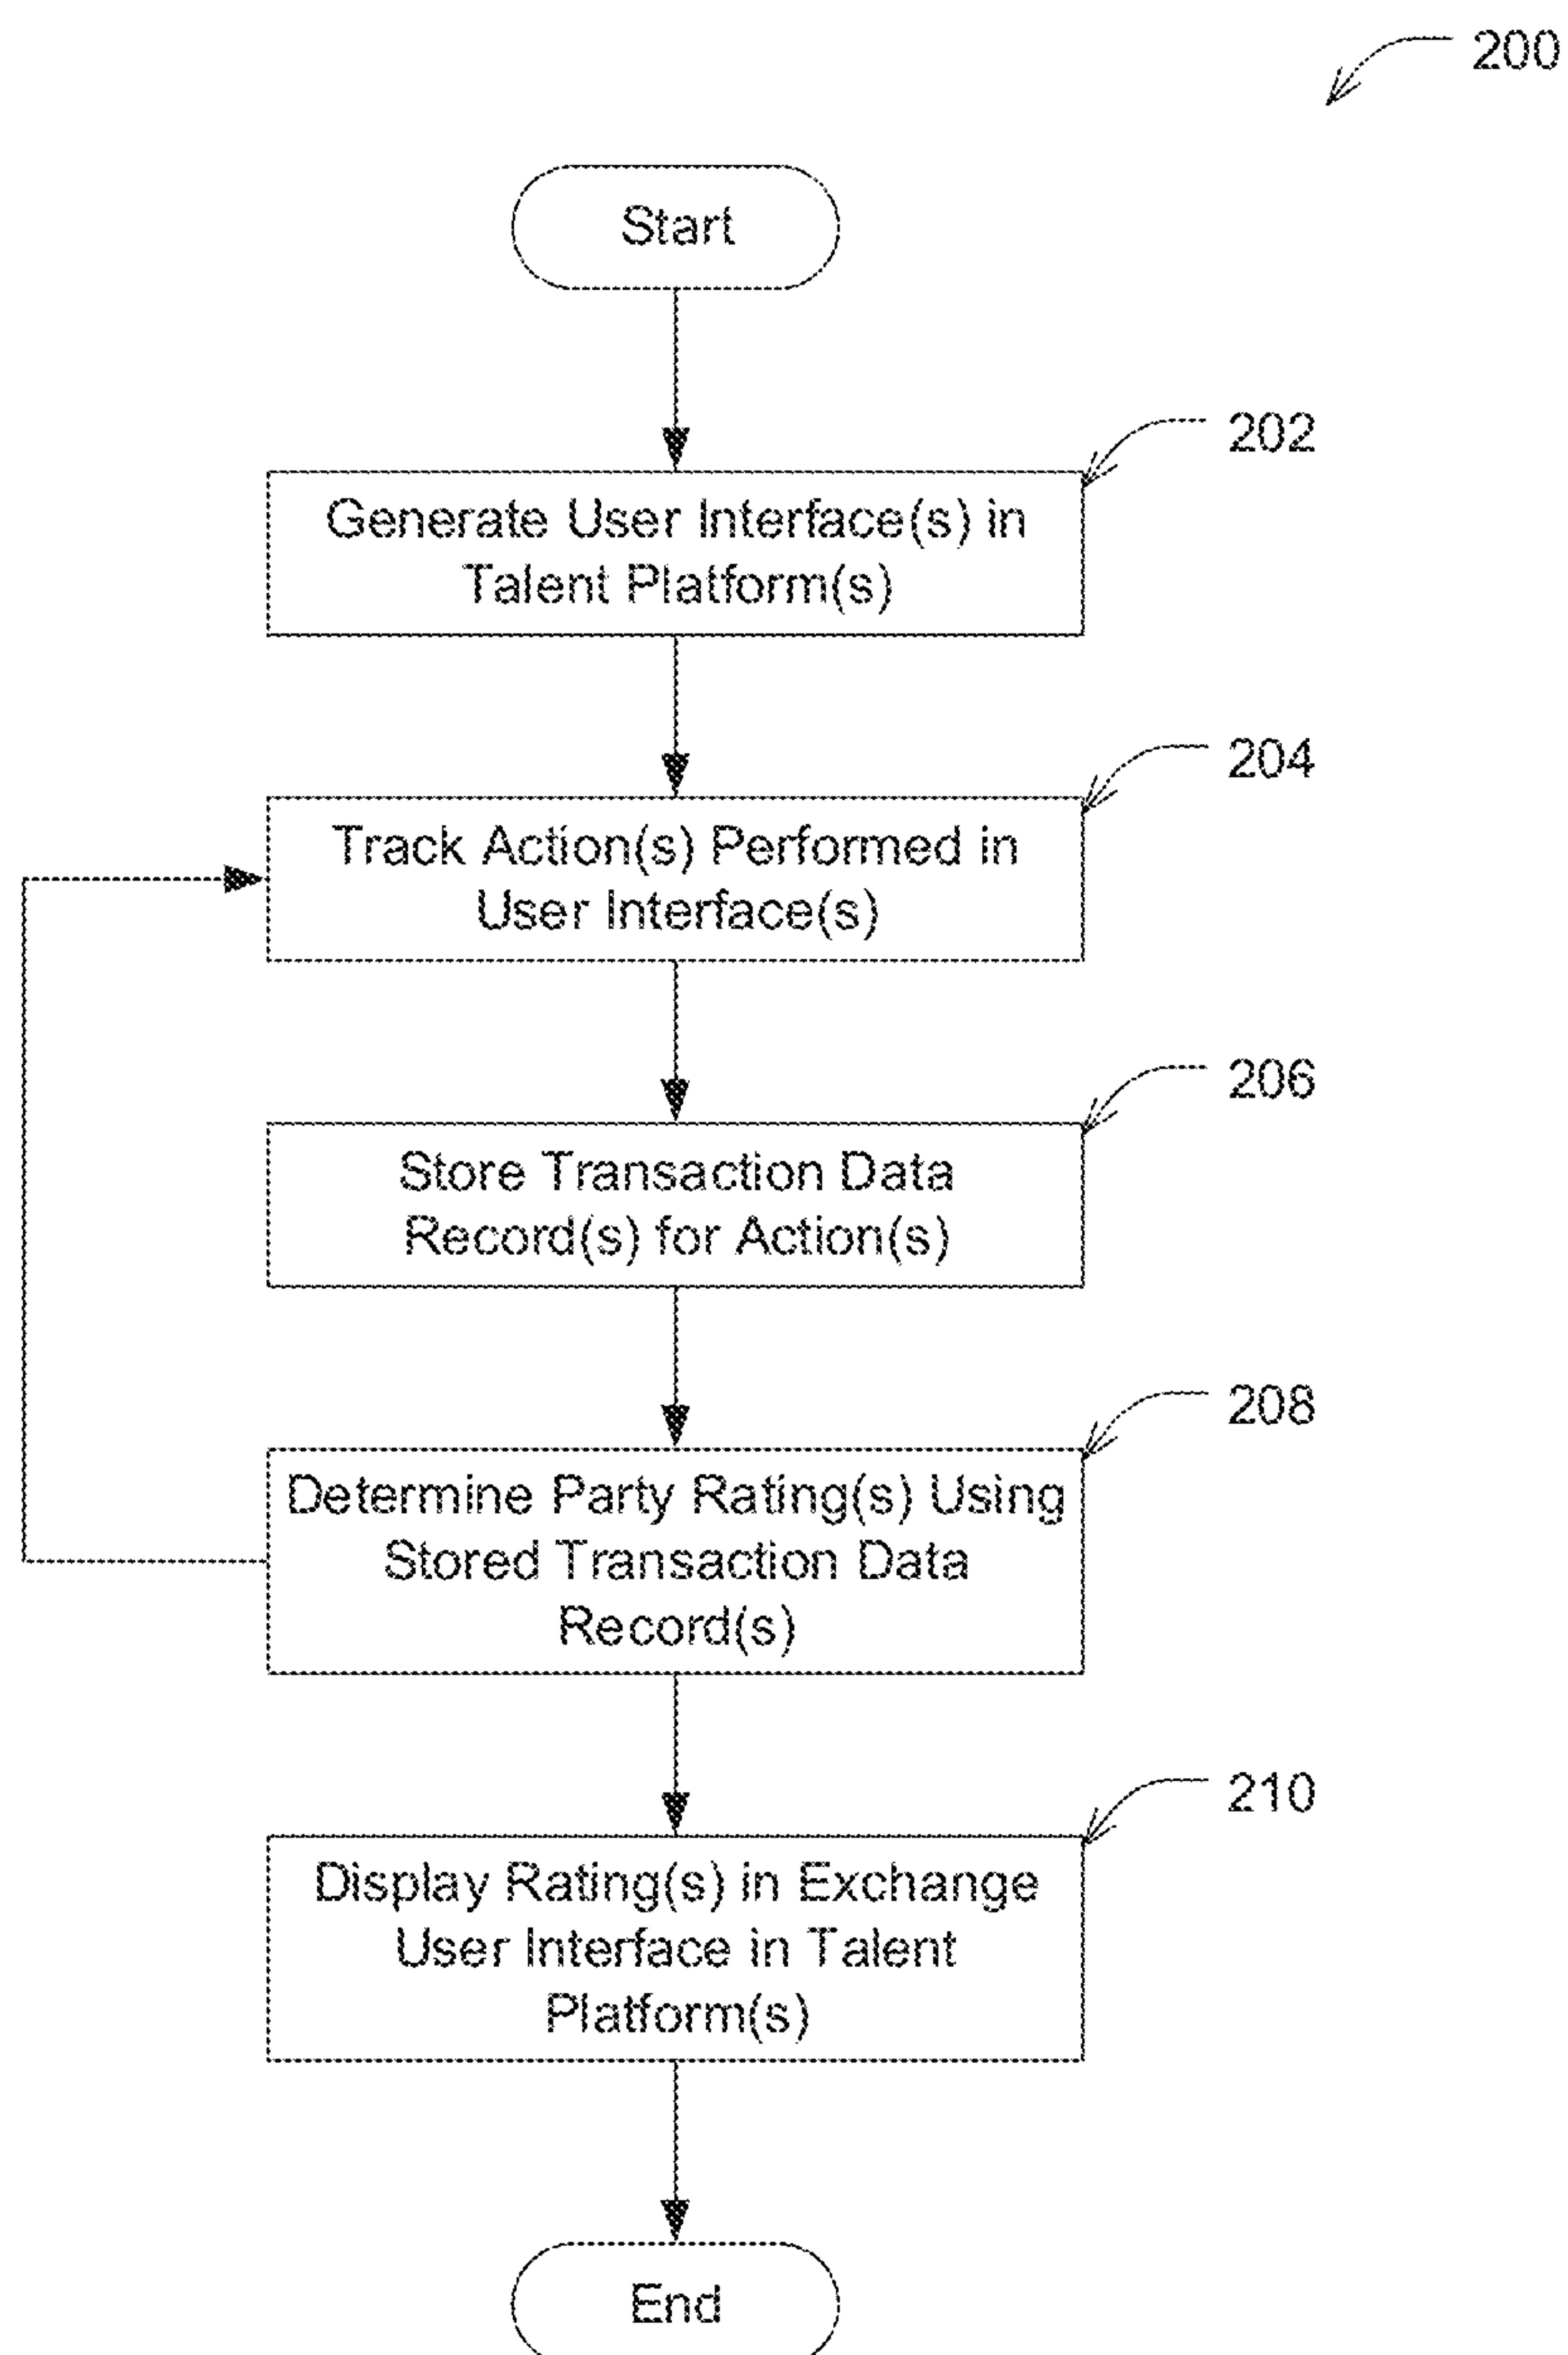 200
Start
202
Generate User Interface(s) in
Talent Platform(s)
204
Track Action(s) Performed in
User Interface(s)
206
Store Transaction Data
Record(s) for Action(s)
208
Determine Party Rating(s) Using
Stored Transaction Data
Record(s)
210
Display Rating(s) in Exchange
User Interface in Talent
Platform(s)
End